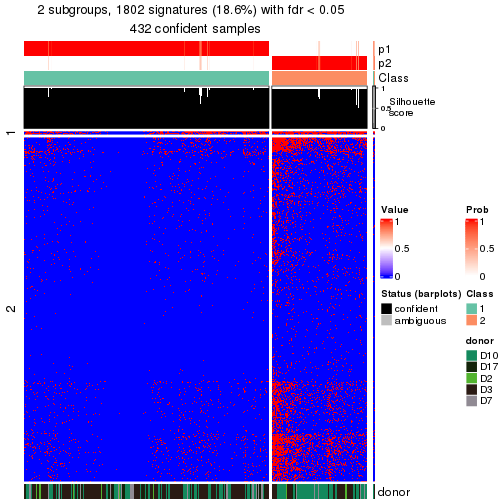 2 subgroups, 1802 signatures (18.6%) with fdr < 0.05
432 confident samples
p1
p2
Class
1
0.5
0
Silhouette
score
1
2
donor
Value
1
0.5
0
Prob
1
0.5
0
Status (barplots)
confident
ambiguous
Class
1
2
donor
D10
D17
D2
D3
D7